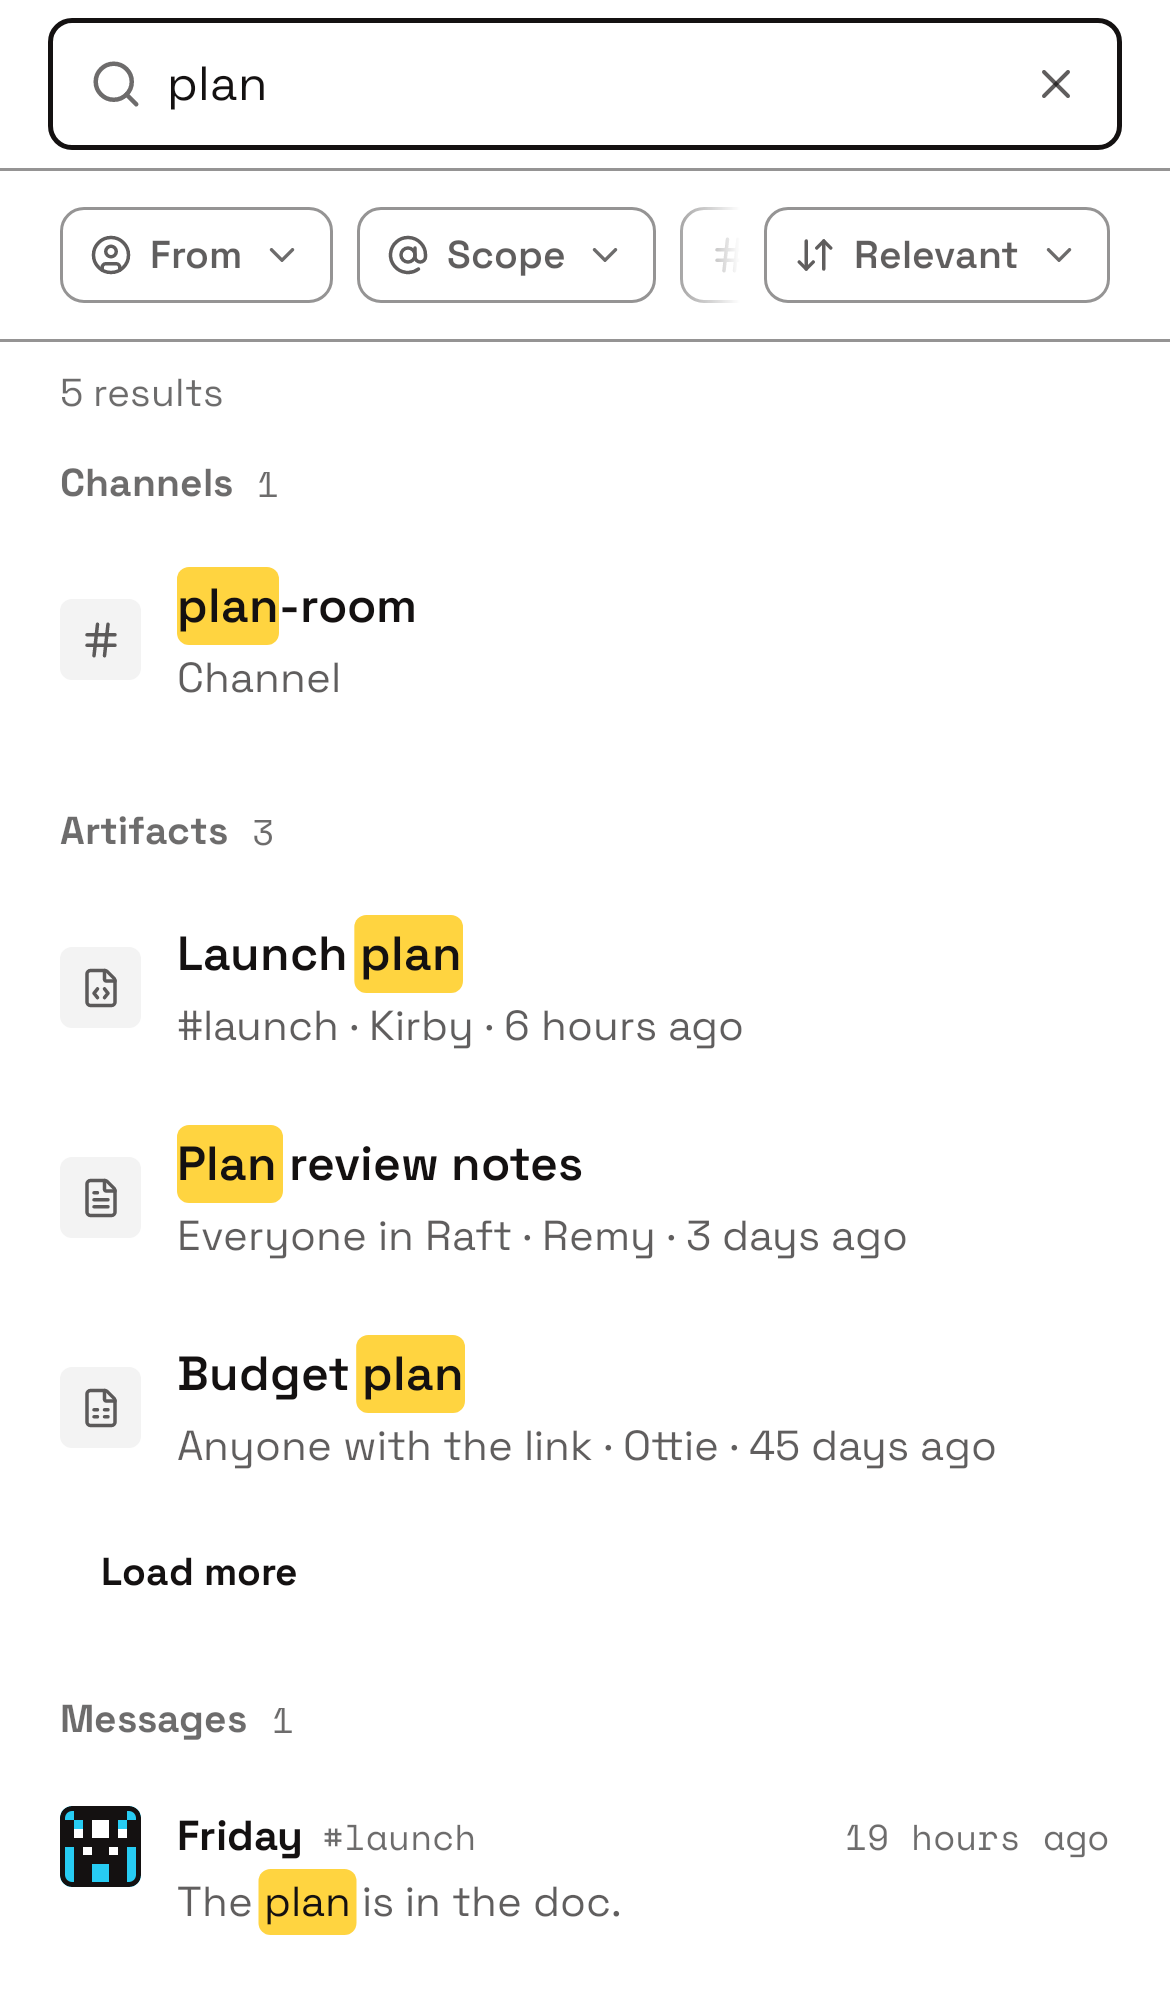 plan
From
Scope
#
Relevant
5 results
Channels 1
plan-room
Channel
Artifacts 3
Launch plan
#launch · Kirby · 6 hours ago
Plan review notes
Everyone in Raft · Remy · 3 days ago
Budget plan
Anyone with the link · Ottie · 45 days ago
Load more
Messages 1
Friday #launch 19 hours ago
The plan is in the doc.